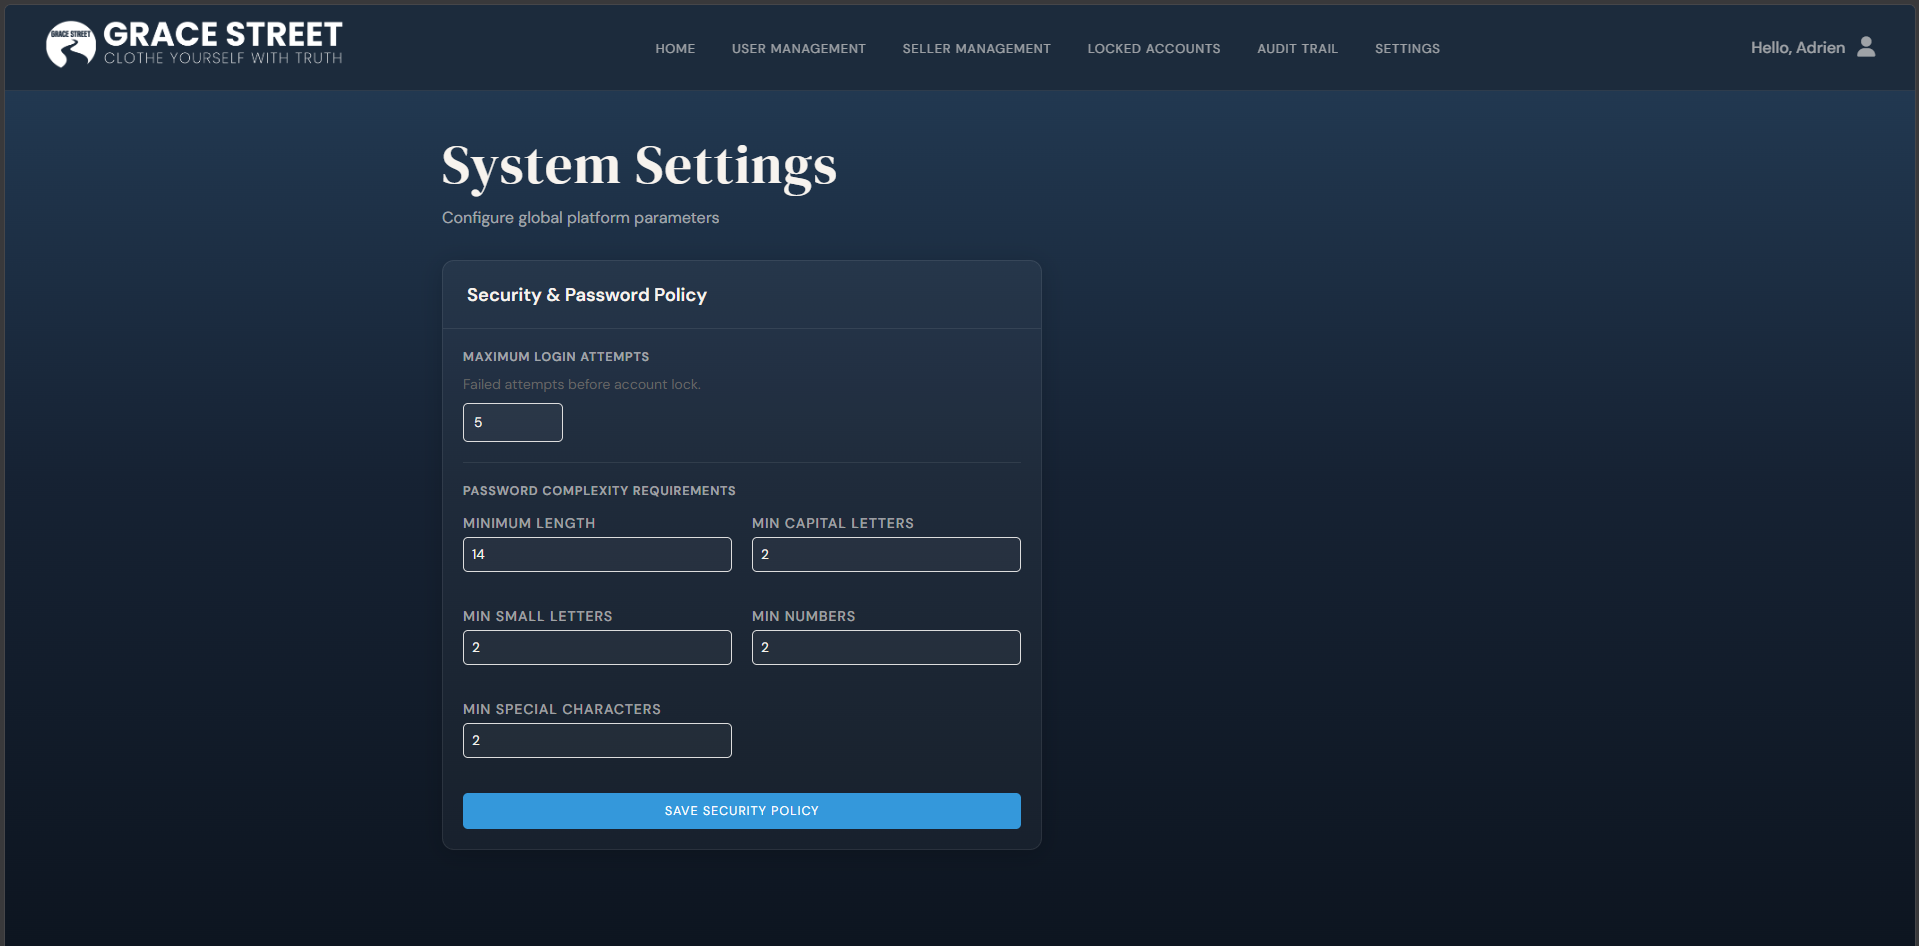 GRACE STREET
GRACE STREET
CLOTHE YOURSELF WITH TRUTH
HOME
USER MANAGEMENT
SELLER MANAGEMENT
LOCKED ACCOUNTS
AUDIT TRAIL
SETTINGS
Hello, Adrien
System Settings
Configure global platform parameters
Security & Password Policy
MAXIMUM LOGIN ATTEMPTS
Failed attempts before account lock.
5
PASSWORD COMPLEXITY REQUIREMENTS
MINIMUM LENGTH
14
MIN CAPITAL LETTERS
2
MIN SMALL LETTERS
2
MIN NUMBERS
2
MIN SPECIAL CHARACTERS
2
SAVE SECURITY POLICY